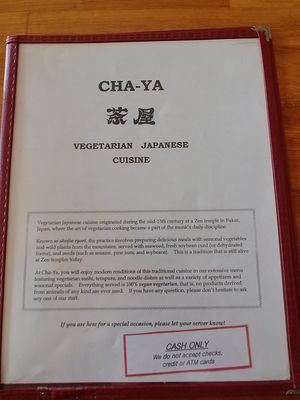 CHA-YA
茶屋
VEGETARIAN JAPANESE
CUISINE
Vegetarian Japanese cuisine originated during the mid-13th century at a Zen temple in Fukui,
Japan, where the art of vegetarian cooking became a part of the monk's daily discipline.
Known as shojin ryori, the practice involves preparing delicious meals with seasonal vegetables
and wild plants from the mountains, served with seaweed, fresh soybean curd (or dehydrated
forms), and seeds (such as sesame, pine nuts, and soybean). This is a tradition that is still alive
at Zen temples today.
At Cha-Ya, you will enjoy modern renditions of this traditional cuisine in our extensive menu
featuring vegetarian sushi, tempura, and noodle dishes as well as a variety of appetizers and
seasonal specials. Everything served is 100% vegan vegetarian, that is, no products derived
from animals of any kind are ever used. If you have any question, please don't hesitate to ask
any one of our staff.
If you are here for a special occasion, please let your server know!
CASH ONLY
We do not accept checks,
credit or ATM cards